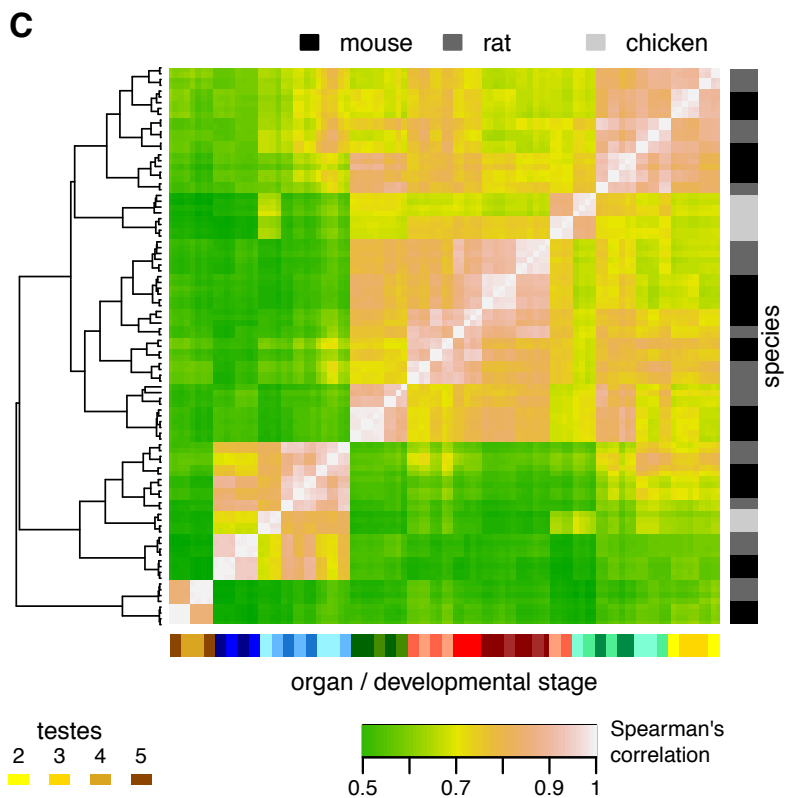 C
mouse rat chicken
species
organ / developmental stage
testes
2 3 4 5
Spearman's
correlation
0.5 0.7 0.9 1